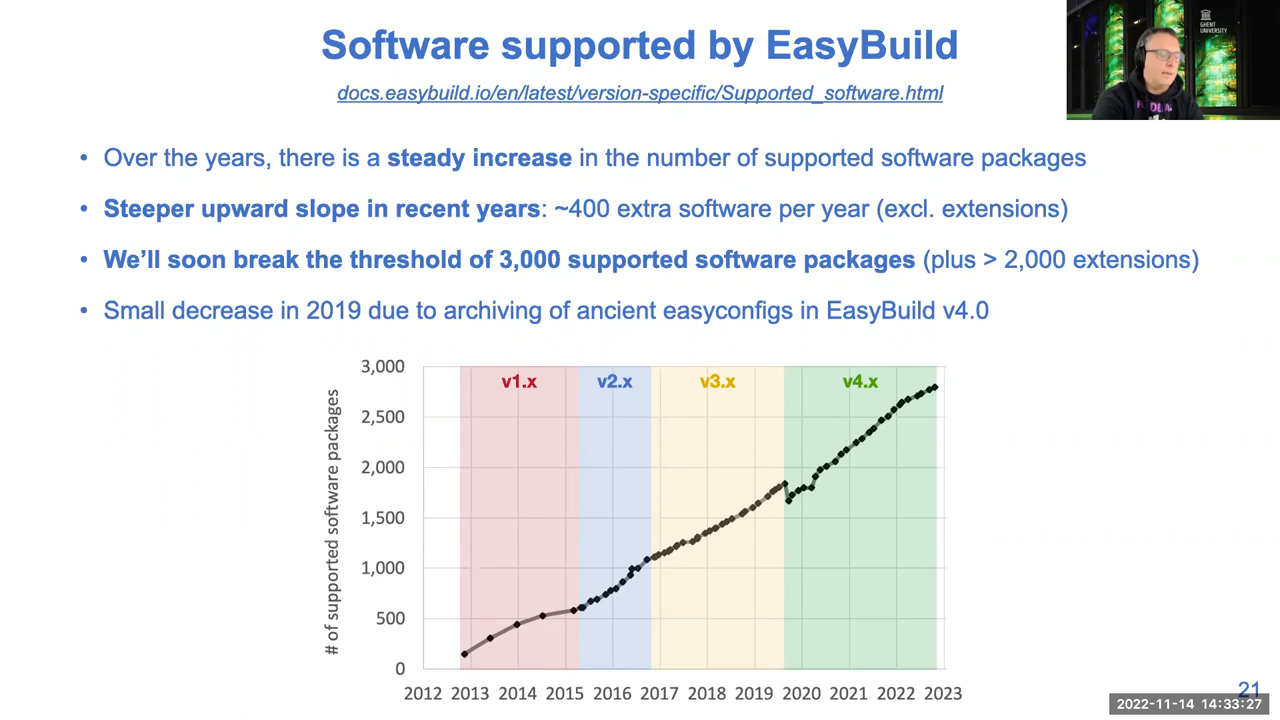 Software supported by EasyBuild
docs.easybuild.io/en/latest/version-specific/Supported_software.html
GHENT
UNIVERSITY
• Over the years, there is a steady increase in the number of supported software packages
• Steeper upward slope in recent years: ~400 extra software per year (excl. extensions)
• We’ll soon break the threshold of 3,000 supported software packages (plus > 2,000 extensions)
• Small decrease in 2019 due to archiving of ancient easyconfigs in EasyBuild v4.0
# of supported software packages
3,000
2,500
2,000
1,500
1,000
500
0
v1.x v2.x v3.x v4.x
2012 2013 2014 2015 2016 2017 2018 2019 2020 2021 2022 2023
21
2022-11-14 14:33:27